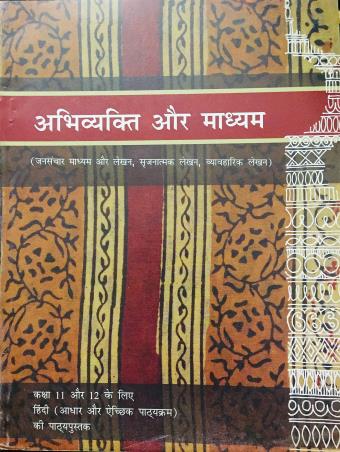 अभिव्यक्ति और माध्यम
(जनसंचार माध्यम और लेखन, सृजनात्मक लेखन, व्यावहारिक लेखन)
कक्षा 11 और 12 के लिए
हिंदी (आधार और ऐच्छिक पाठ्यक्रम)
की पाठ्यपुस्तक